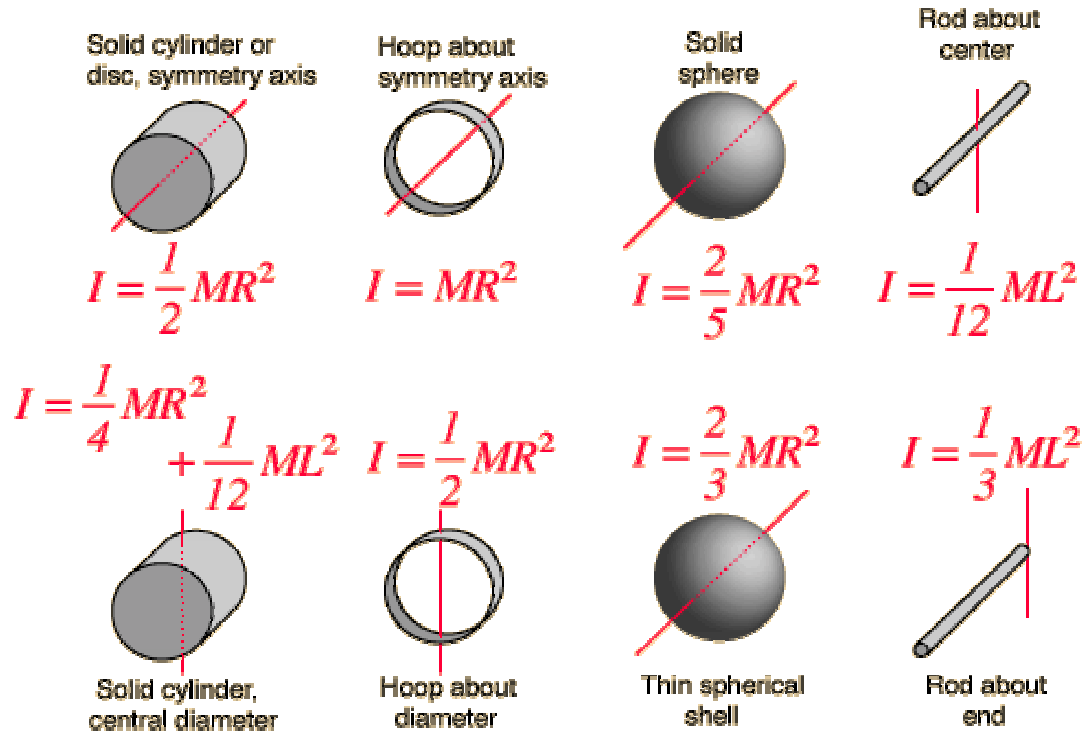 Solid cylinder or
disc, symmetry axis
Hoop about
symmetry axis
Solid
sphere
Rod about
center
I = 1/2 MR²
I = MR²
I = 2/5 MR²
I = 1/12 ML²
I = 1/4 MR²
+ 1/12 ML²
I = 1/2 MR²
I = 2/3 MR²
I = 1/3 ML²
Solid cylinder,
central diameter
Hoop about
diameter
Thin spherical
shell
Rod about
end